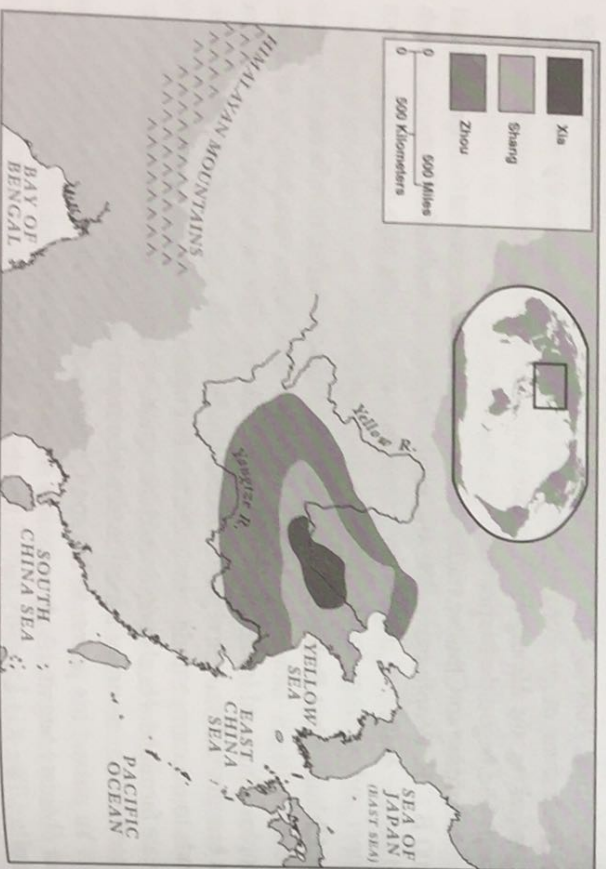 Xia
Shang
Zhou
0 500 Miles
0 500 Kilometers
HIMALAYAN MOUNTAINS
BAY OF
BENGAL
Yellow R.
Yangtze R.
SOUTH
CHINA SEA
YELLOW
SEA
EAST
CHINA
SEA
SEA OF
JAPAN
(EAST SEA)
PACIFIC
OCEAN